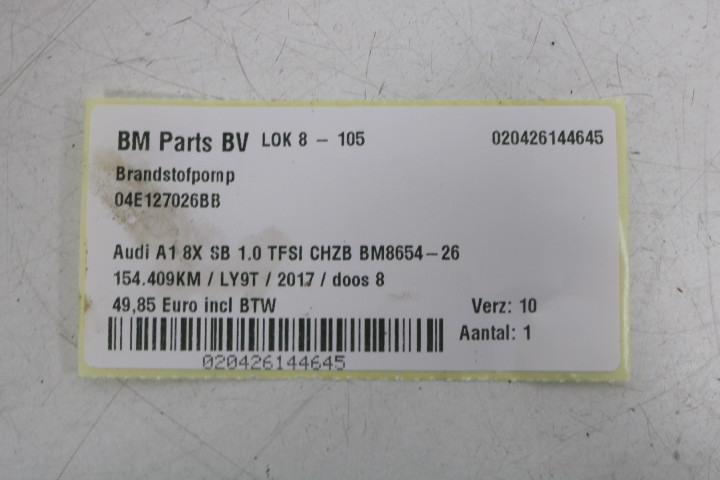 BM Parts BV LOK 8 - 105 020426144645
Brandstofpomp
04E127026BB
Audi A1 8X SB 1.0 TFSI CHZB BM8654-26
154.409KM / LY9T / 2017 / doos 8
49,85 Euro incl BTW Verz: 10
Aantal: 1
020426144645